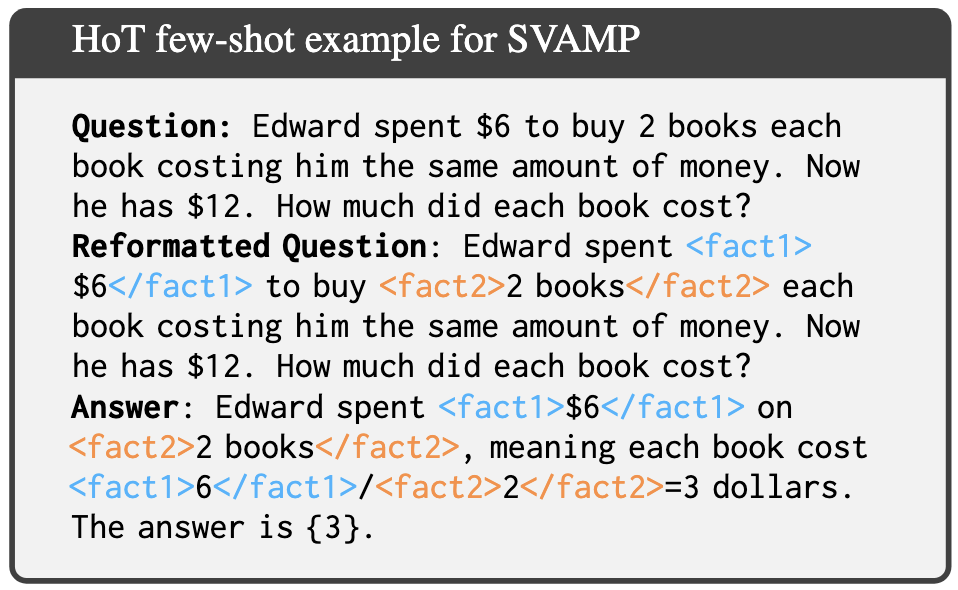 HoT few-shot example for SVAMP
Question: Edward spent $6 to buy 2 books each
book costing him the same amount of money. Now
he has $12. How much did each book cost?
Reformatted Question: Edward spent <fact1>
$6</fact1> to buy <fact2>2 books</fact2> each
book costing him the same amount of money. Now
he has $12. How much did each book cost?
Answer: Edward spent <fact1>$6</fact1> on
<fact2>2 books</fact2>, meaning each book cost
<fact1>6</fact1>/<fact2>2</fact2>=3 dollars.
The answer is {3}.